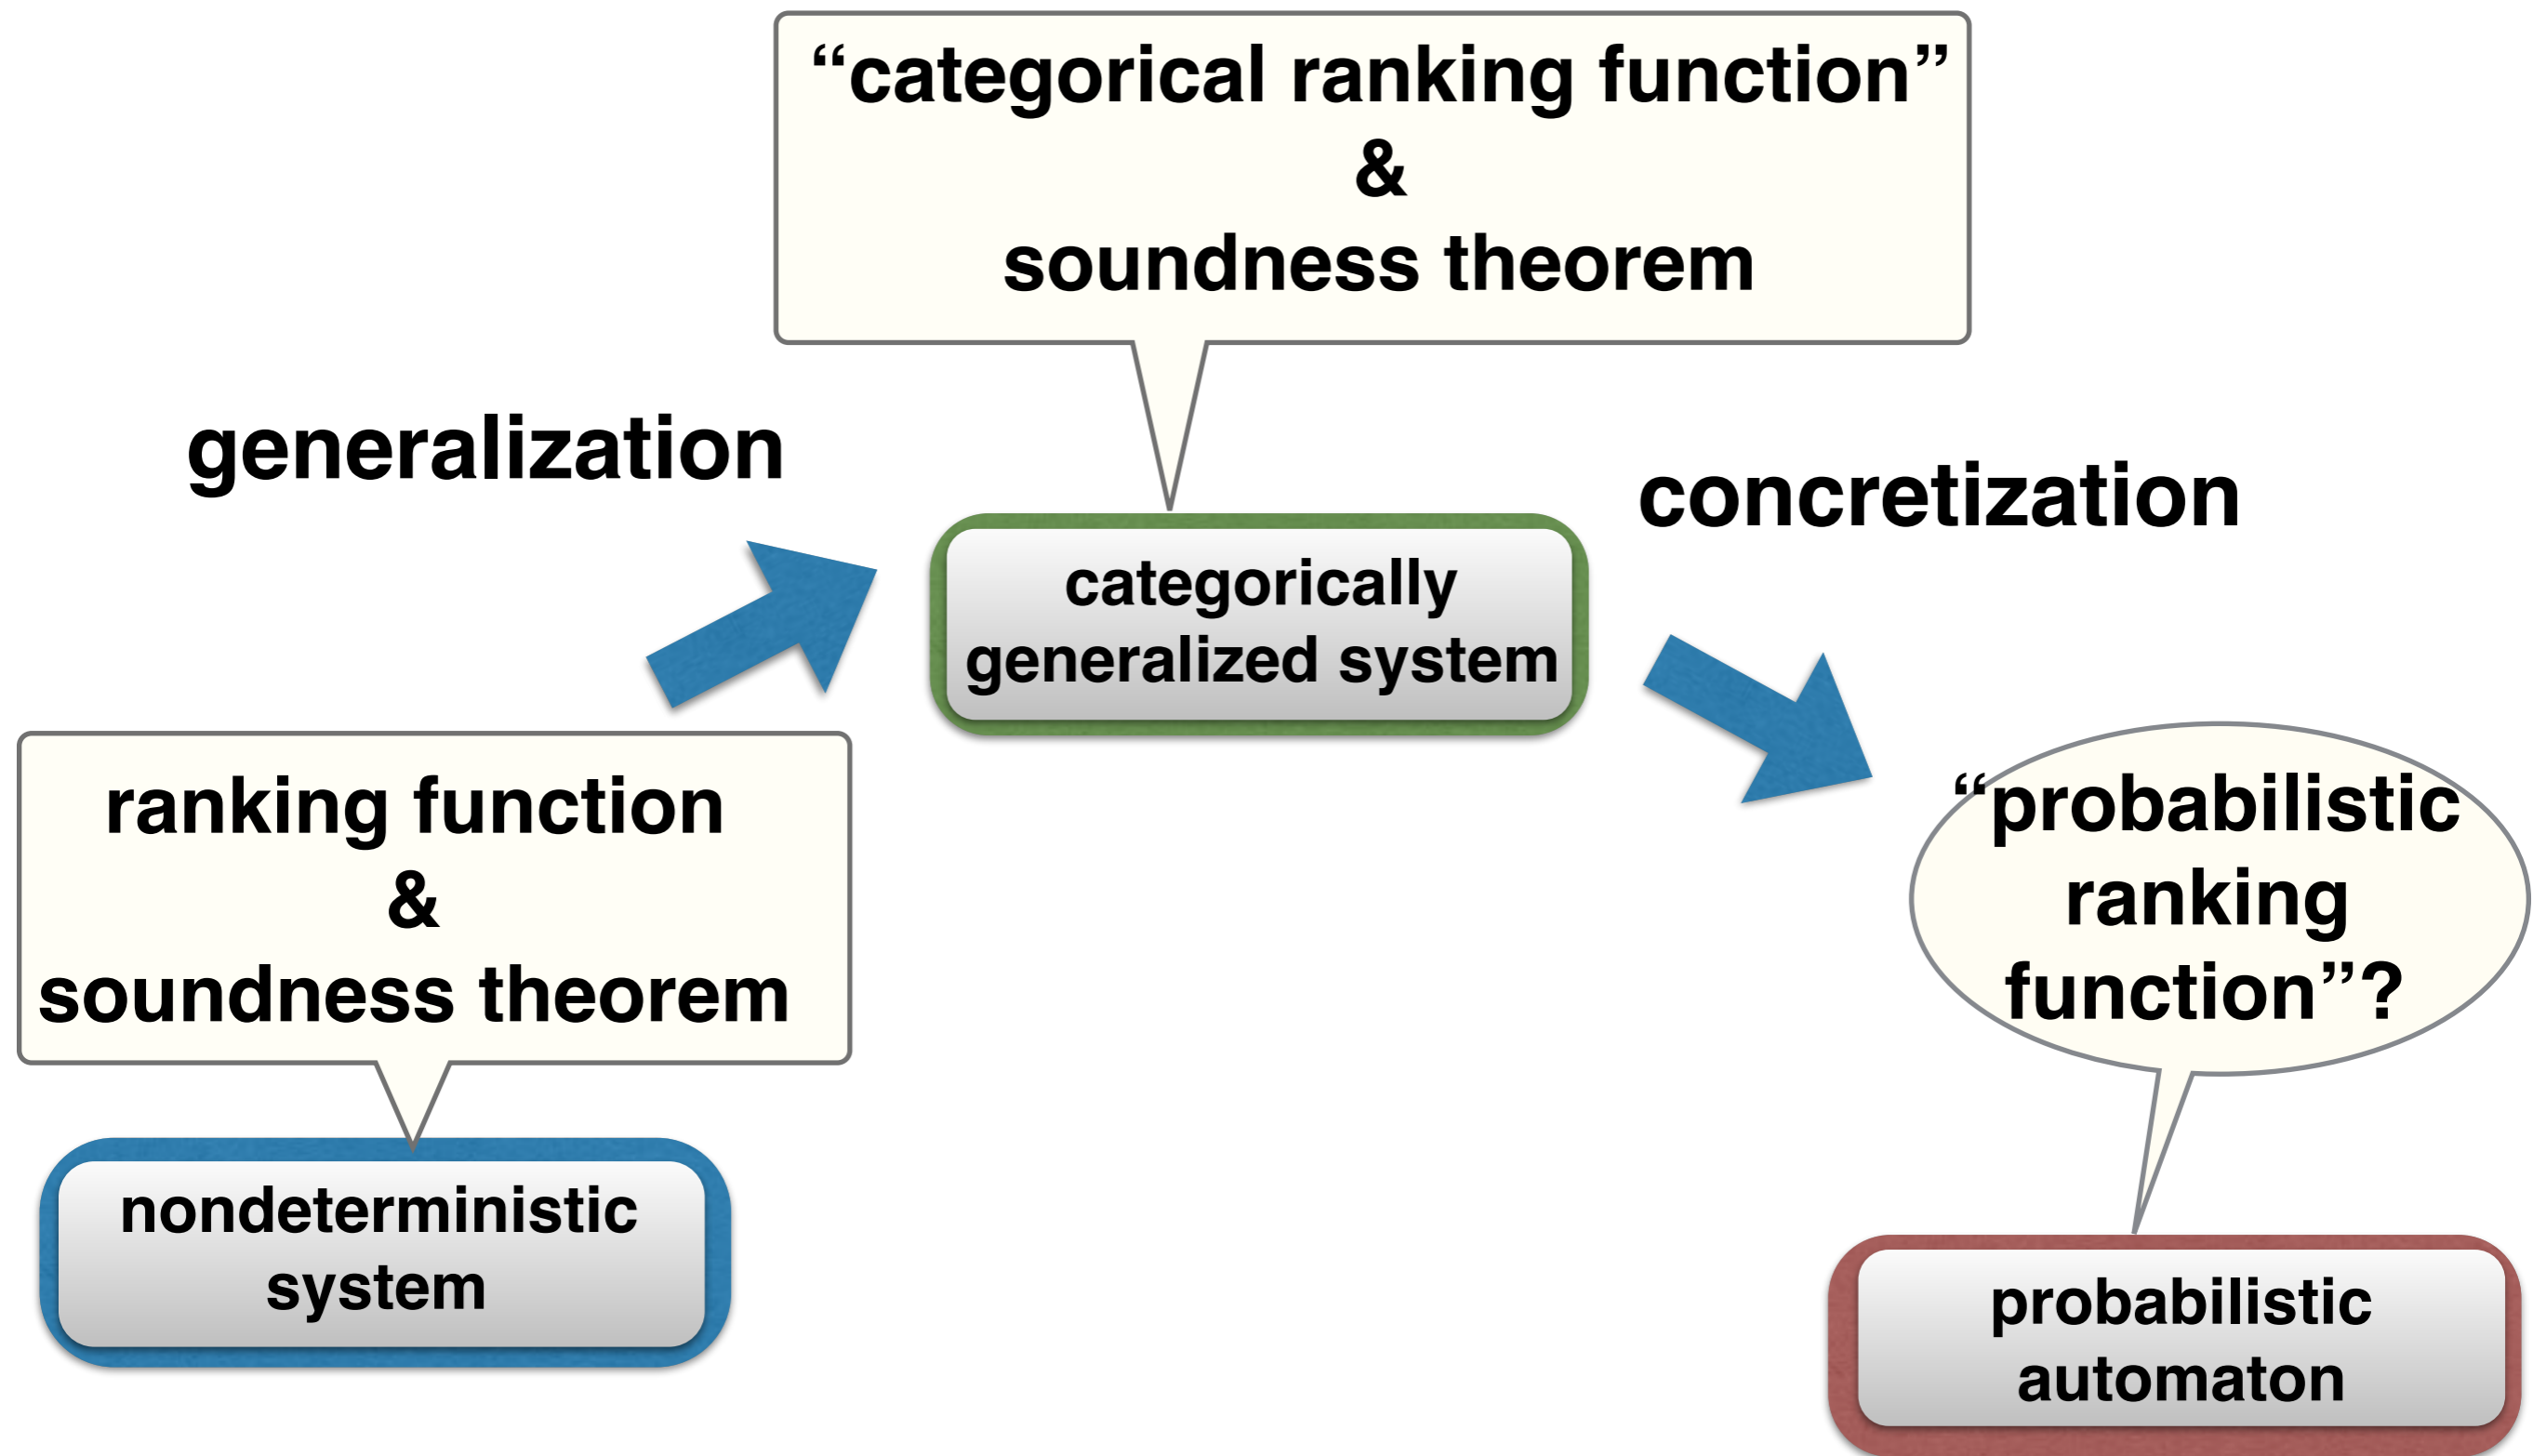 “categorical ranking function”
&
soundness theorem
generalization
concretization
categorically
generalized system
ranking function
&
soundness theorem
“probabilistic
ranking
function”?
nondeterministic
system
probabilistic
automaton